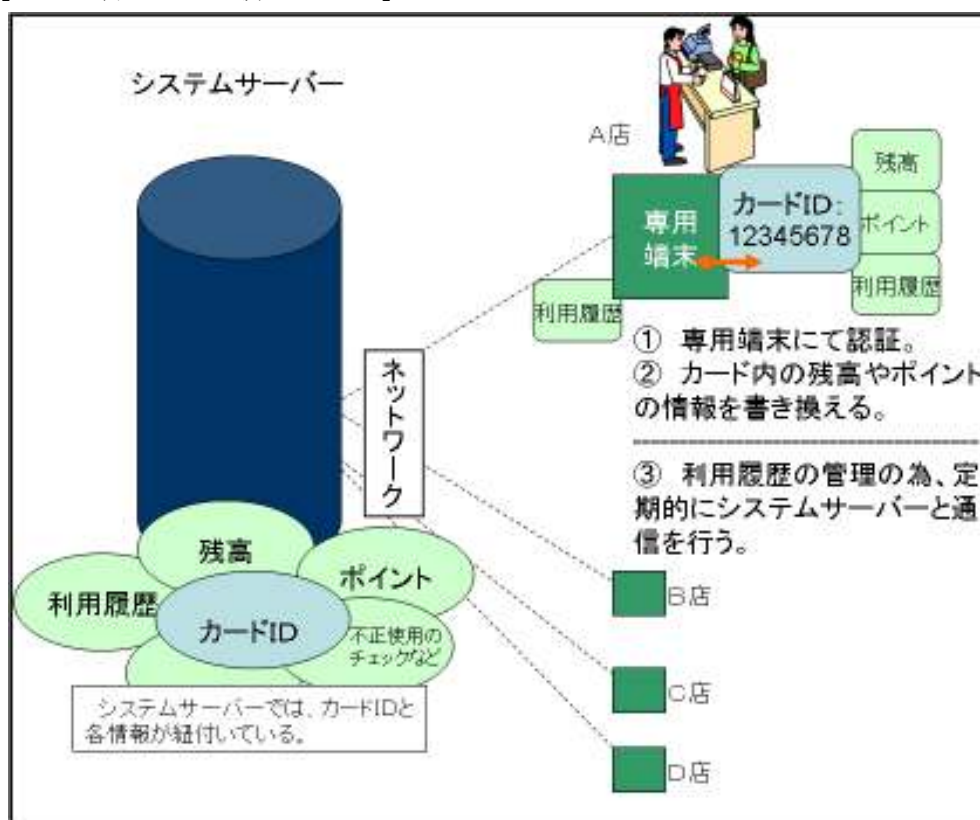 システムサーバー
A店
残高
ポイント
利用履歴
カードID:
12345678
専用
端末
利用履歴
① 専用端末にて認証。
② カード内の残高やポイント
の情報を書き換える。
③ 利用履歴の管理の為、定
期的にシステムサーバーと通
信を行う。
ネットワーク
残高
利用履歴
ポイント
カードID
不正使用の
チェックなど
システムサーバーでは、カードIDと
各情報が紐付いている。
B店
C店
D店